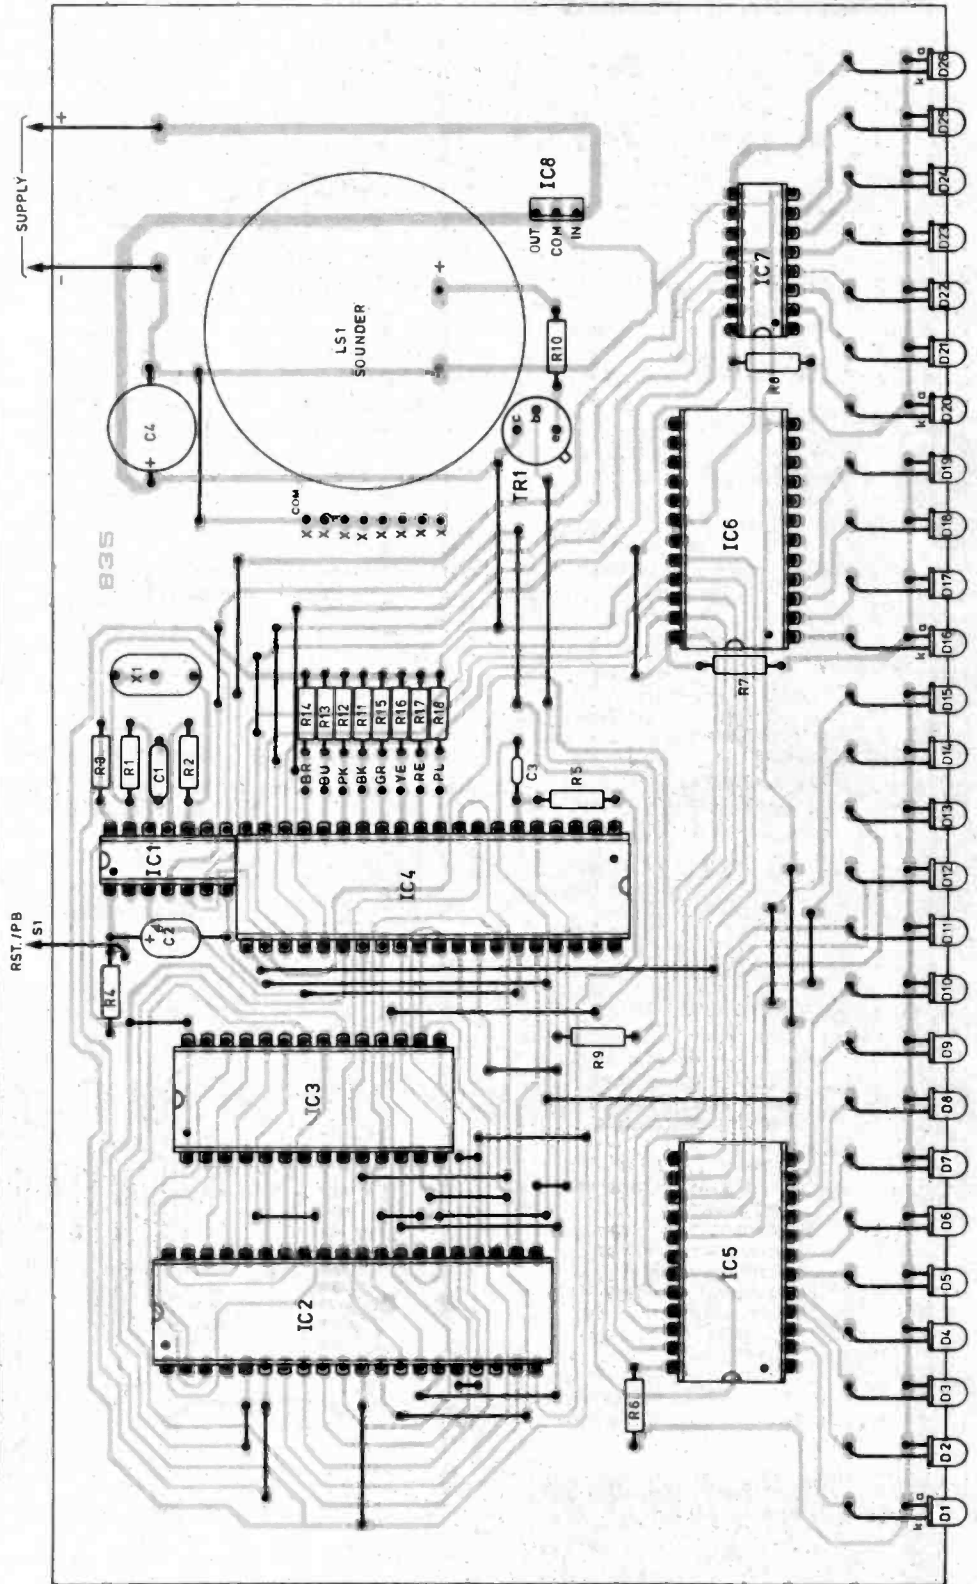 SUPPLY
+
-
IC8
OUT
COM
IN
LS1
SOUNDER
+
R10
C4
+
TR1
c
b
e
COM
X
X
X
X
X
X
X
X
835
IC7
R8
IC6
R7
X1
R3
R1
C1
R2
R14
R13
R12
R11
R15
R16
R17
R18
BR
BU
PK
BK
GR
YE
RE
PL
C3
R5
IC1
IC4
RST./PB
S1
+
C2
R4
R9
IC3
IC2
IC5
R6
a
k
D26
D25
D24
D23
D22
D21
a
k
D20
D19
D18
D17
a
k
D16
D15
D14
D13
D12
D11
D10
D9
D8
D7
D6
D5
D4
D3
D2
a
k
D1